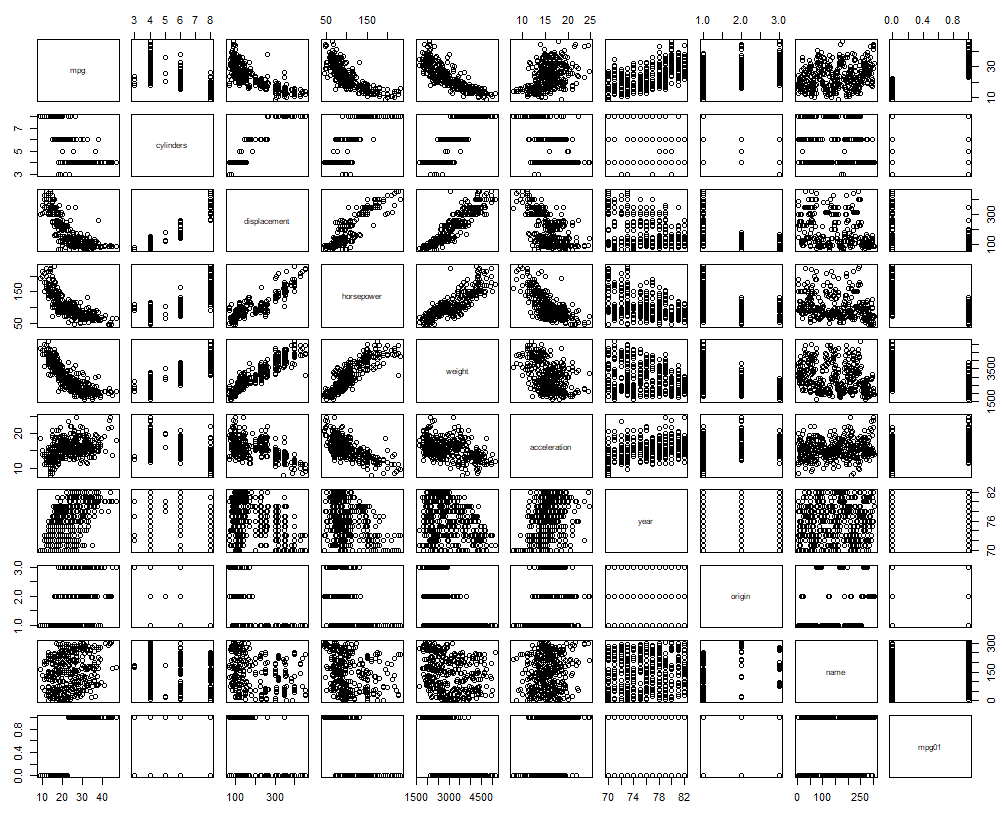 3 4 5 6 7 8
50 150
10 15 20 25
1.0 2.0 3.0
0.0 0.4 0.8
mpg
10 30
3 5 7
cylinders
displacement
100 300
50 150
horsepower
weight
1500 3500
10 20
acceleration
year
70 76 82
1.0 2.0 3.0
origin
name
0 150 300
0.0 0.4 0.8
mpg01
10 20 30 40
100 300
1500 3000 4500
70 74 78 82
0 100 250